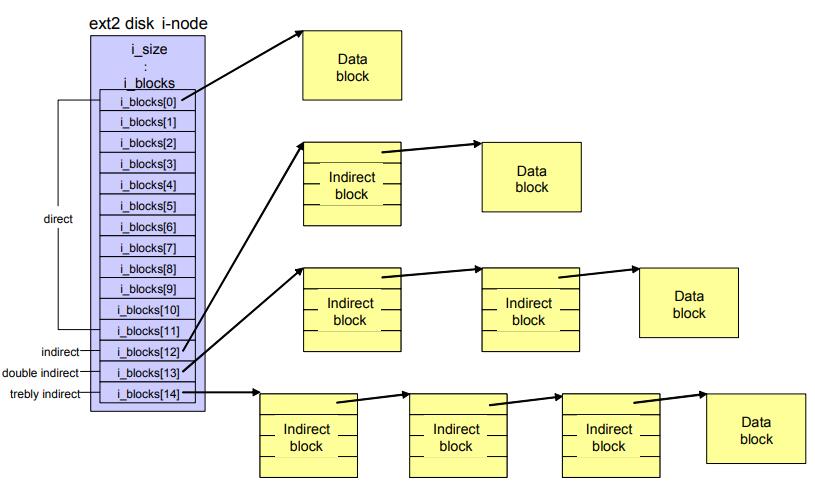 ext2 disk i-node
i_size
:
i_blocks
i_blocks[0]
i_blocks[1]
i_blocks[2]
i_blocks[3]
i_blocks[4]
i_blocks[5]
i_blocks[6]
i_blocks[7]
i_blocks[8]
i_blocks[9]
i_blocks[10]
i_blocks[11]
i_blocks[12]
i_blocks[13]
i_blocks[14]
direct
indirect
double indirect
trebly indirect
Data
block
Indirect
block
Data
block
Indirect
block
Indirect
block
Data
block
Indirect
block
Indirect
block
Indirect
block
Data
block